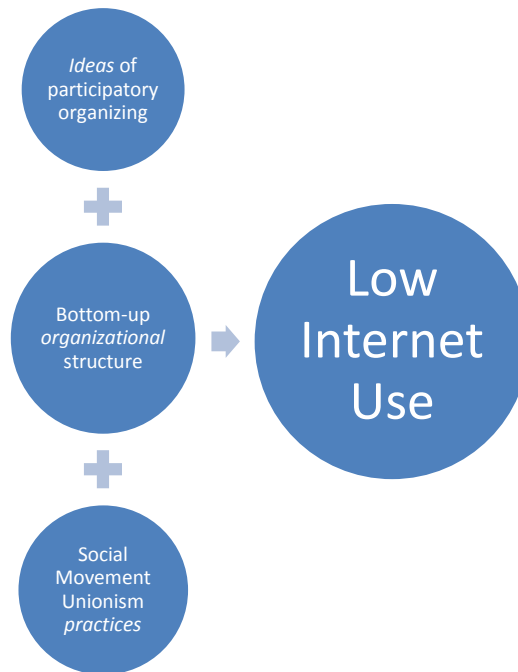 Ideas of
participatory
organizing
Bottom-up
organizational
structure
Social
Movement
Unionism
practices
Low
Internet
Use